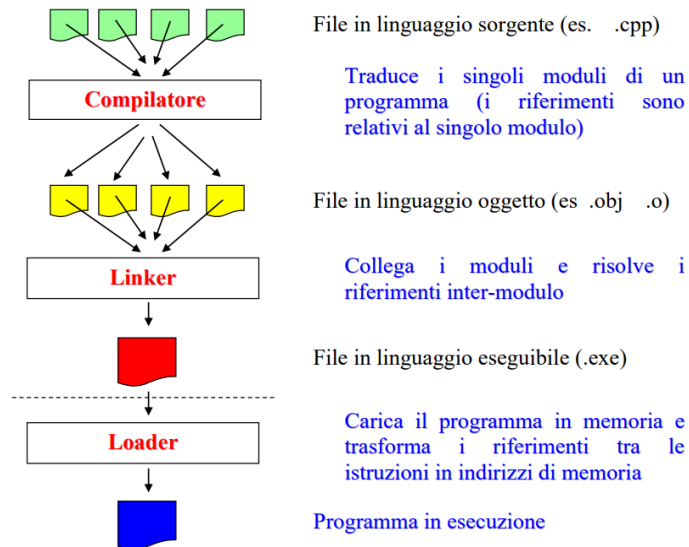 File in linguaggio sorgente (es. .cpp)
Compilatore
Traduce i singoli moduli di un
programma (i riferimenti sono
relativi al singolo modulo)
File in linguaggio oggetto (es .obj .o)
Linker
Collega i moduli e risolve i
riferimenti inter-modulo
File in linguaggio eseguibile (.exe)
Loader
Carica il programma in memoria e
trasforma i riferimenti tra le
istruzioni in indirizzi di memoria
Programma in esecuzione